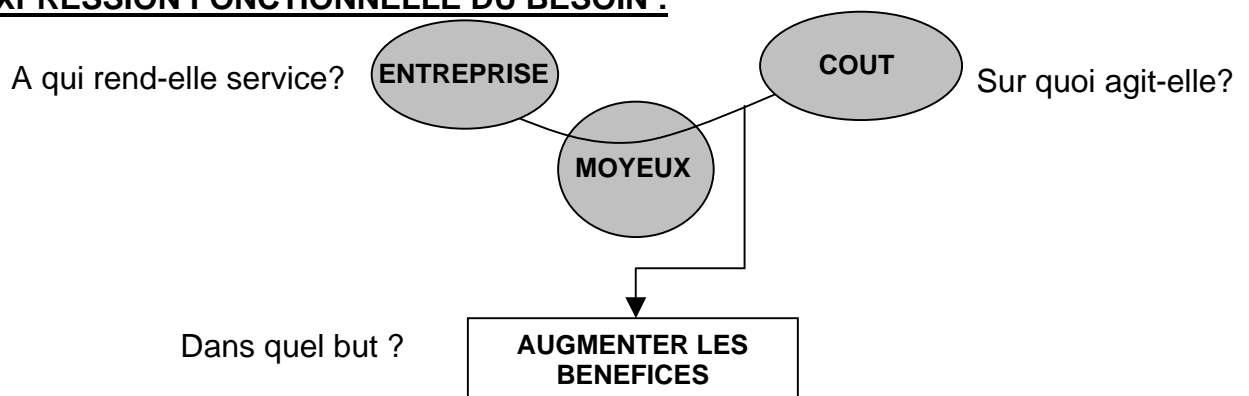 EXPRESSION FONCTIONNELLE DU BESOIN :
A qui rend-elle service?
ENTREPRISE
COUT
Sur quoi agit-elle?
MOYEUX
Dans quel but ?
AUGMENTER LES
BENEFICES